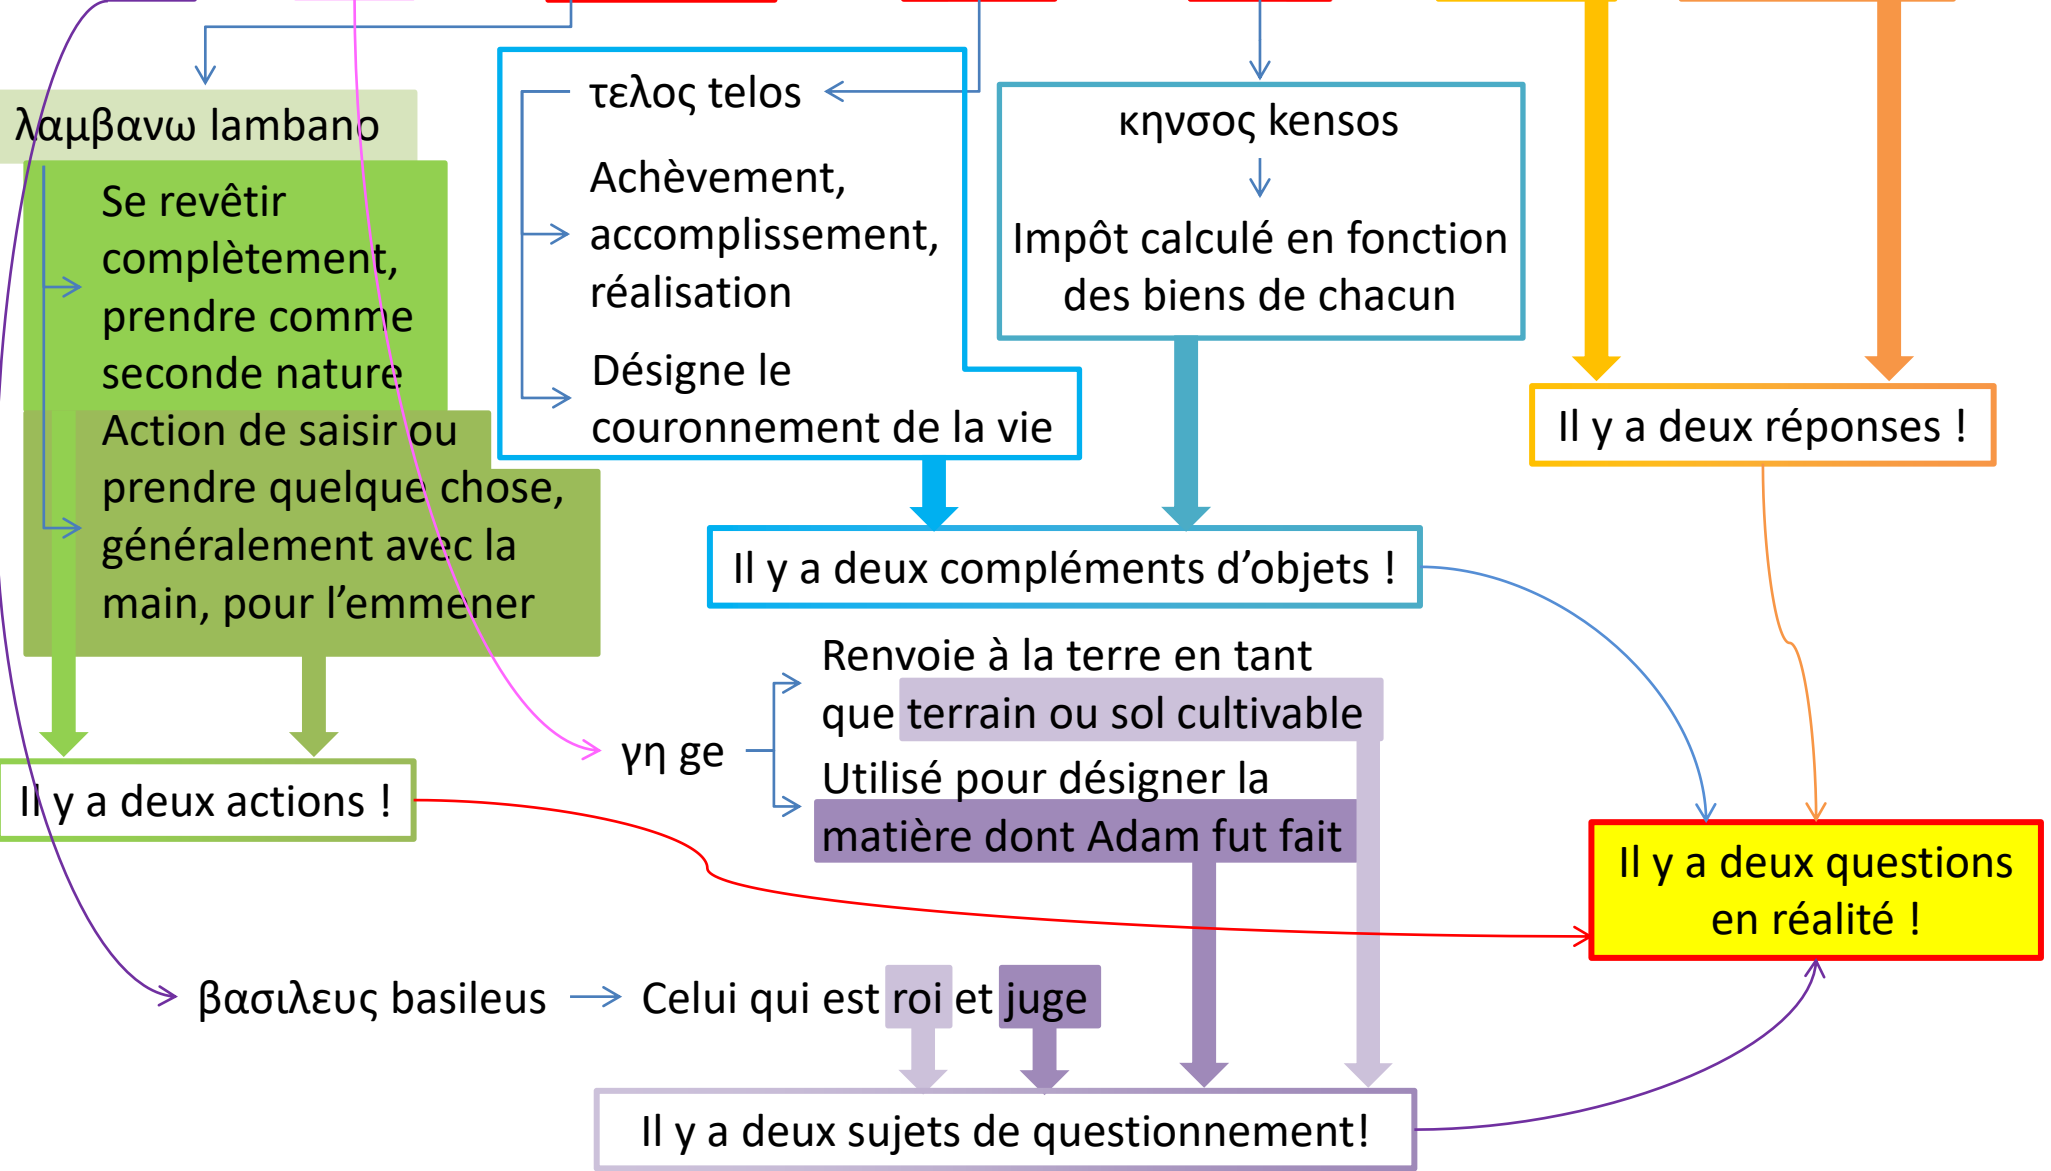 λαμβανω lambano
Se revêtir
complètement,
prendre comme
seconde nature
Action de saisir ou
prendre quelque chose,
généralement avec la
main, pour l’emmener
Il y a deux actions !
τελος telos
Achèvement,
accomplissement,
réalisation
Désigne le
couronnement de la vie
κηνσος kensos
Impôt calculé en fonction
des biens de chacun
Il y a deux compléments d’objets !
Il y a deux réponses !
γη ge
Renvoie à la terre en tant
que terrain ou sol cultivable
Utilisé pour désigner la
matière dont Adam fut fait
Il y a deux questions
en réalité !
βασιλευς basileus
Celui qui est roi et juge
Il y a deux sujets de questionnement!